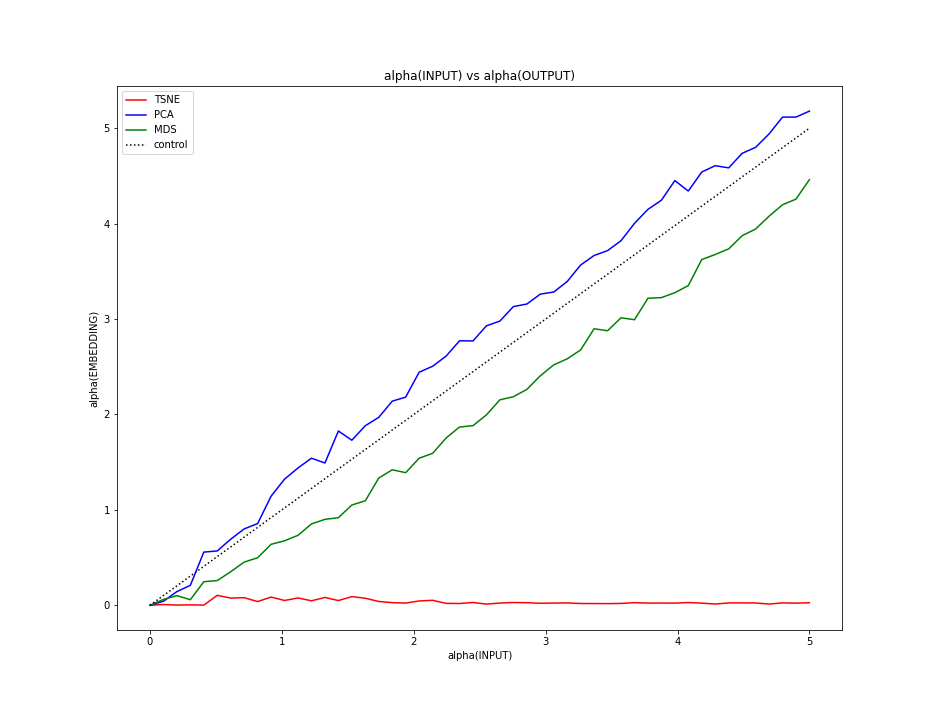 alpha(INPUT) vs alpha(OUTPUT)
TSNE
PCA
MDS
control
alpha(EMBEDDING)
5
4
3
2
1
0
0 1 2 3 4 5
alpha(INPUT)